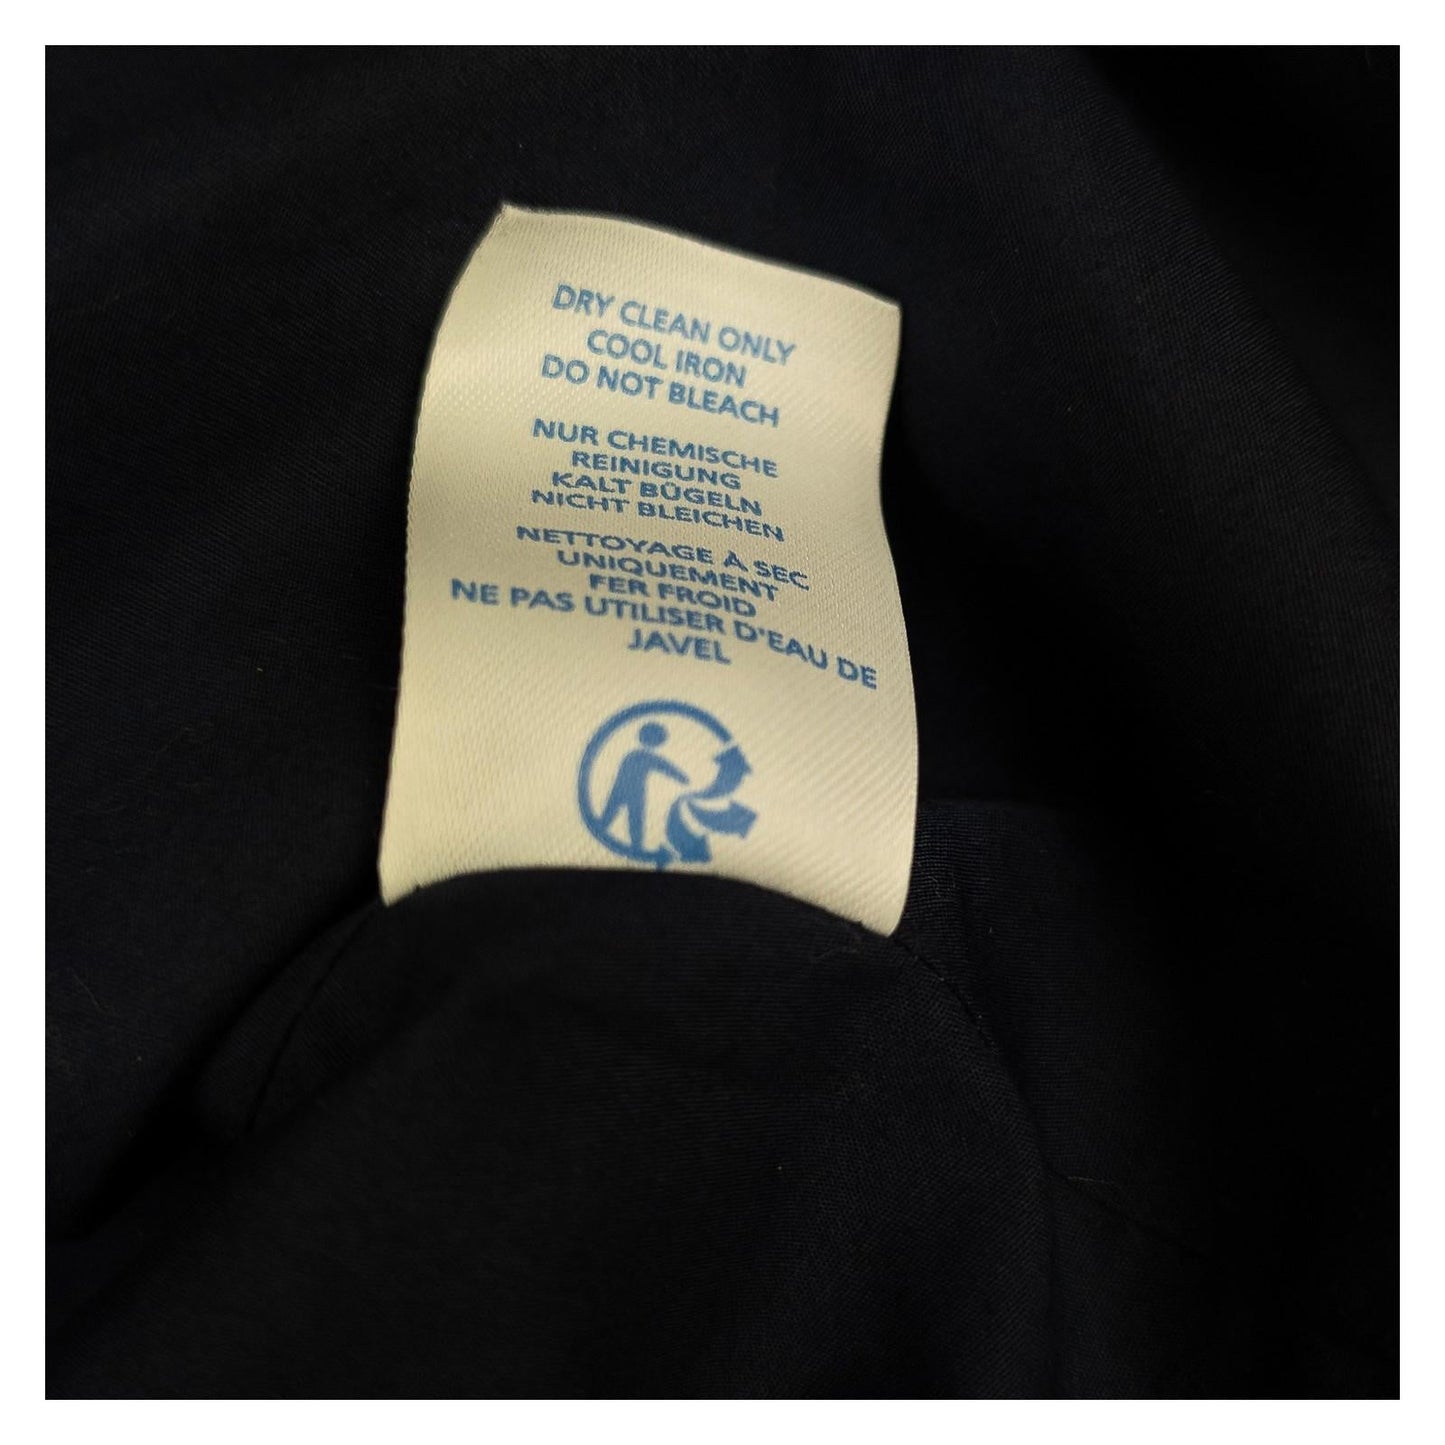 DRY CLEAN ONLY
COOL IRON
DO NOT BLEACH
NUR CHEMISCHE
REINIGUNG
KALT BÜGELN
NICHT BLEICHEN
NETTOYAGE À SEC
UNIQUEMENT
FER FROID
NE PAS UTILISER D'EAU DE
JAVEL